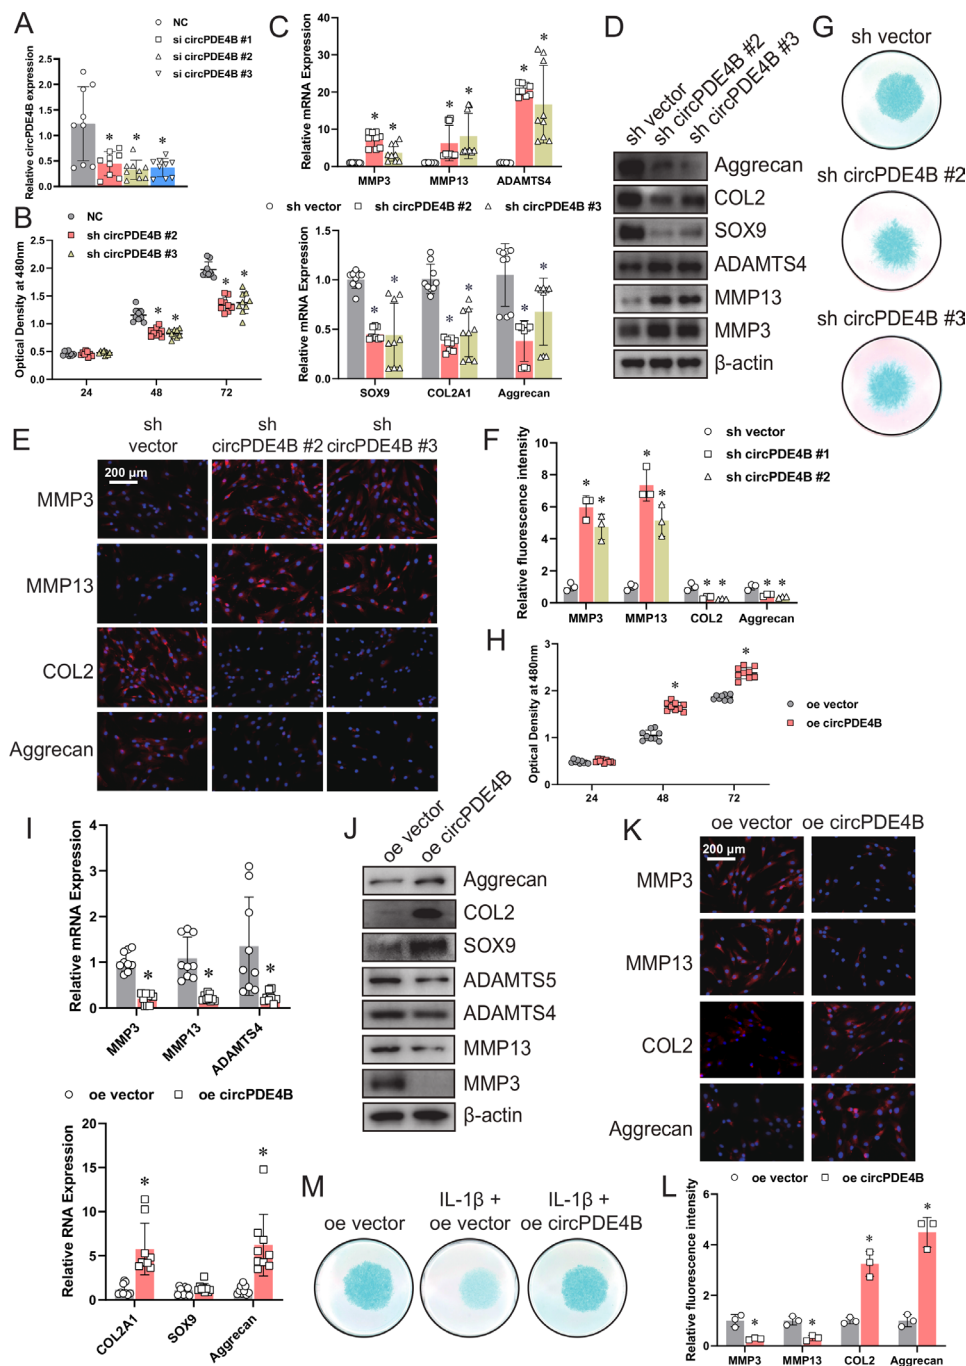 A
NC
si circPDE4B #1
si circPDE4B #2
si circPDE4B #3
Relative circPDE4B expression
2.5
2.0
1.5
1.0
0.5
0.0
* * *
B
NC
sh circPDE4B #2
sh circPDE4B #3
Optical Density at 480nm
2.5
2.0
1.5
1.0
0.5
0.0
* * * *
24 48 72
C
Relative mRNA Expression
40
30
20
10
0
* * * * * *
MMP3 MMP13 ADAMTS4
sh vector sh circPDE4B #2 sh circPDE4B #3
Relative mRNA Expression
1.5
1.0
0.5
0.0
* * * * * *
SOX9 COL2A1 Aggrecan
D
sh vector
sh circPDE4B #2
sh circPDE4B #3
Aggrecan
COL2
SOX9
ADAMTS4
MMP13
MMP3
β-actin
G
sh vector
sh circPDE4B #2
sh circPDE4B #3
E
sh vector
sh circPDE4B #2
sh circPDE4B #3
200 μm
MMP3
MMP13
COL2
Aggrecan
F
sh vector
sh circPDE4B #1
sh circPDE4B #2
Relative fluorescence intensity
10
8
6
4
2
0
* * * * * * * *
MMP3 MMP13 COL2 Aggrecan
H
Optical Density at 480nm
3
2
1
0
* *
24 48 72
oe vector
oe circPDE4B
I
Relative mRNA Expression
4
3
2
1
0
* * *
MMP3 MMP13 ADAMTS4
oe vector oe circPDE4B
Relative RNA Expression
20
15
10
5
0
* *
COL2A1 SOX9 Aggrecan
J
oe vector
oe circPDE4B
Aggrecan
COL2
SOX9
ADAMTS5
ADAMTS4
MMP13
MMP3
β-actin
K
oe vector oe circPDE4B
200 μm
MMP3
MMP13
COL2
Aggrecan
M
oe vector
IL-1β +
oe vector
IL-1β +
oe circPDE4B
L
oe vector oe circPDE4B
Relative fluorescence intensity
6
4
2
0
* * * *
MMP3 MMP13 COL2 Aggrecan